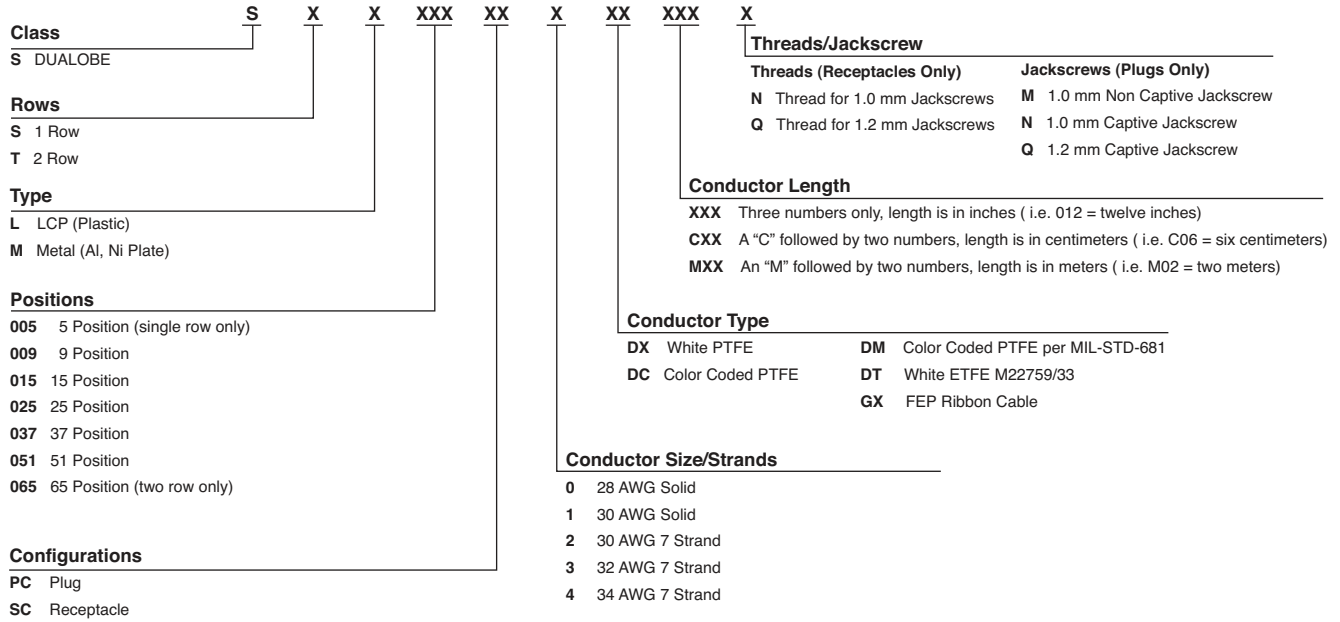 S X X XXX XX X XX XXX X
Class
S DUALOBE
Rows
S 1 Row
T 2 Row
Type
L LCP (Plastic)
M Metal (Al, Ni Plate)
Positions
005 5 Position (single row only)
009 9 Position
015 15 Position
025 25 Position
037 37 Position
051 51 Position
065 65 Position (two row only)
Configurations
PC Plug
SC Receptacle
Threads/Jackscrew
Threads (Receptacles Only)
N Thread for 1.0 mm Jackscrews
Q Thread for 1.2 mm Jackscrews
Jackscrews (Plugs Only)
M 1.0 mm Non Captive Jackscrew
N 1.0 mm Captive Jackscrew
Q 1.2 mm Captive Jackscrew
Conductor Length
XXX Three numbers only, length is in inches ( i.e. 012 = twelve inches)
CXX A “C” followed by two numbers, length is in centimeters ( i.e. C06 = six centimeters)
MXX An “M” followed by two numbers, length is in meters ( i.e. M02 = two meters)
Conductor Type
DX White PTFE
DC Color Coded PTFE
DM Color Coded PTFE per MIL-STD-681
DT White ETFE M22759/33
GX FEP Ribbon Cable
Conductor Size/Strands
0 28 AWG Solid
1 30 AWG Solid
2 30 AWG 7 Strand
3 32 AWG 7 Strand
4 34 AWG 7 Strand